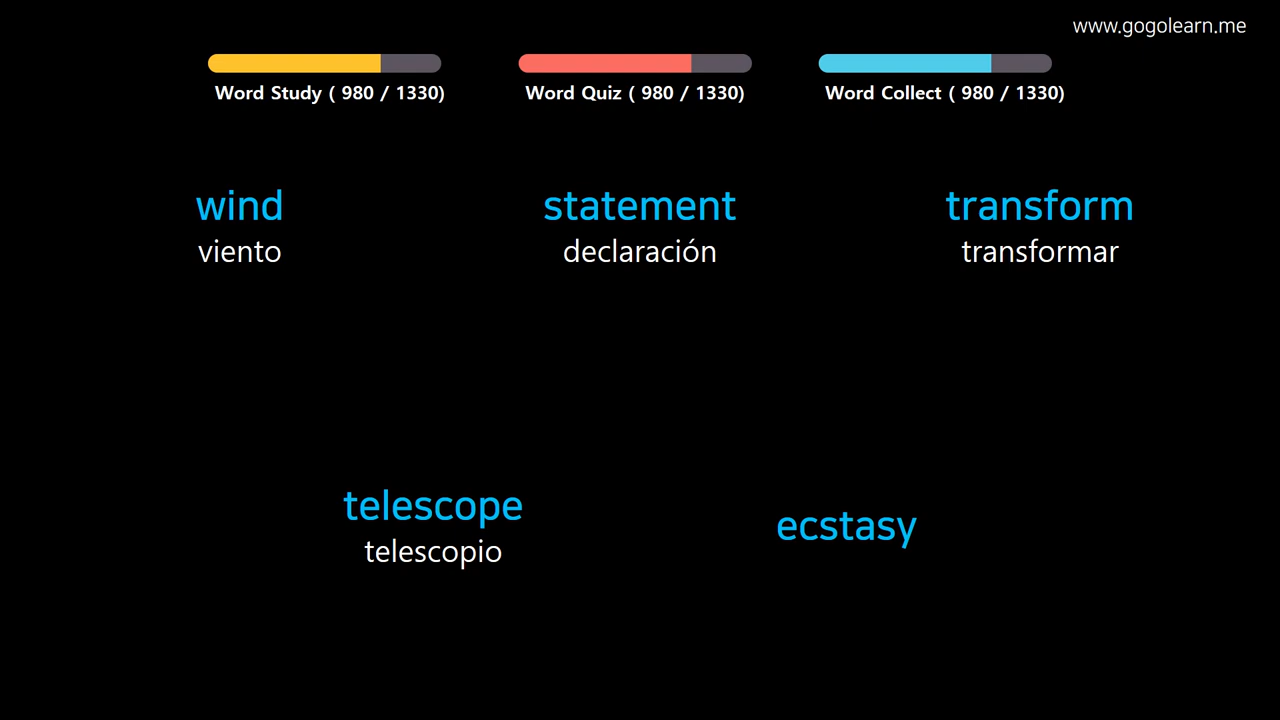 www.gogolearn.me
Word Study ( 980 / 1330)
Word Quiz ( 980 / 1330)
Word Collect ( 980 / 1330)
wind
viento
statement
declaración
transform
transformar
telescope
telescopio
ecstasy